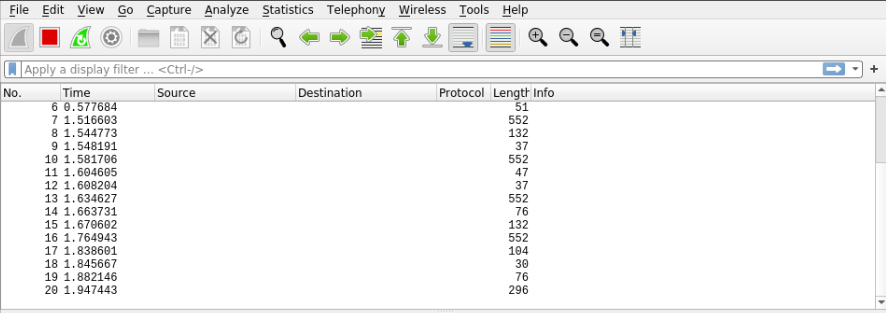 File Edit View Go Capture Analyze Statistics Telephony Wireless Tools Help
Apply a display filter ... <Ctrl-/>
No. Time Source Destination Protocol Length Info
6 0.577684 51
7 1.516603 552
8 1.544773 132
9 1.548191 37
10 1.581706 552
11 1.604605 47
12 1.608204 37
13 1.634627 552
14 1.663731 76
15 1.670602 132
16 1.764943 552
17 1.838601 104
18 1.845667 30
19 1.882146 76
20 1.947443 296